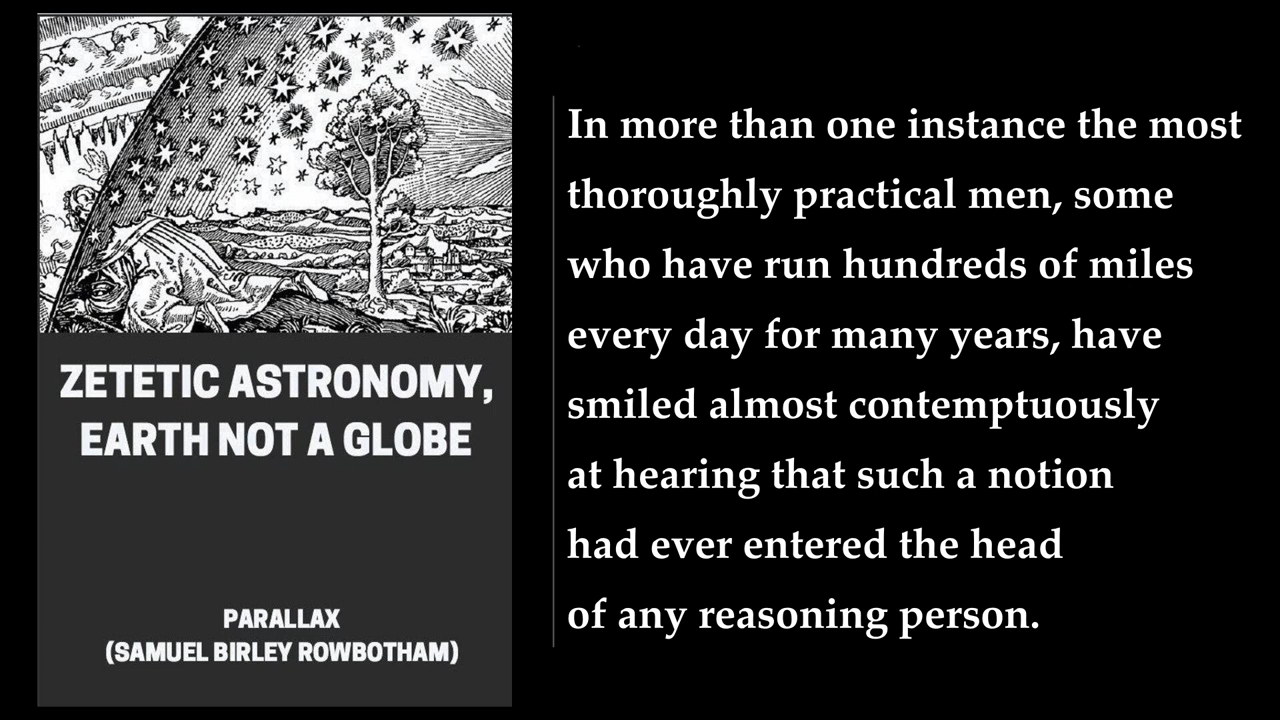 ZETETIC ASTRONOMY,
EARTH NOT A GLOBE
PARALLAX
(SAMUEL BIRLEY ROWBOTHAM)
In more than one instance the most
thoroughly practical men, some
who have run hundreds of miles
every day for many years, have
smiled almost contemptuously
at hearing that such a notion
had ever entered the head
of any reasoning person.